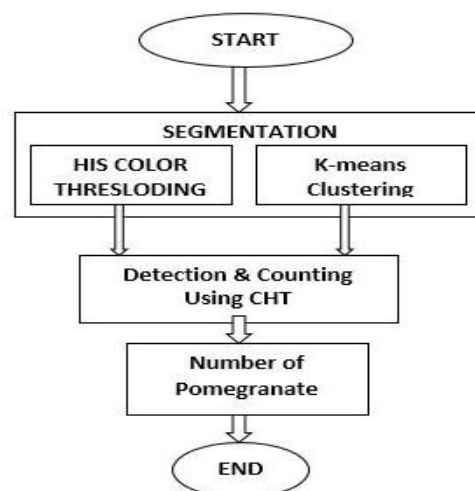 START
SEGMENTATION
HIS COLOR
THRESLODING
K-means
Clustering
Detection & Counting
Using CHT
Number of
Pomegranate
END